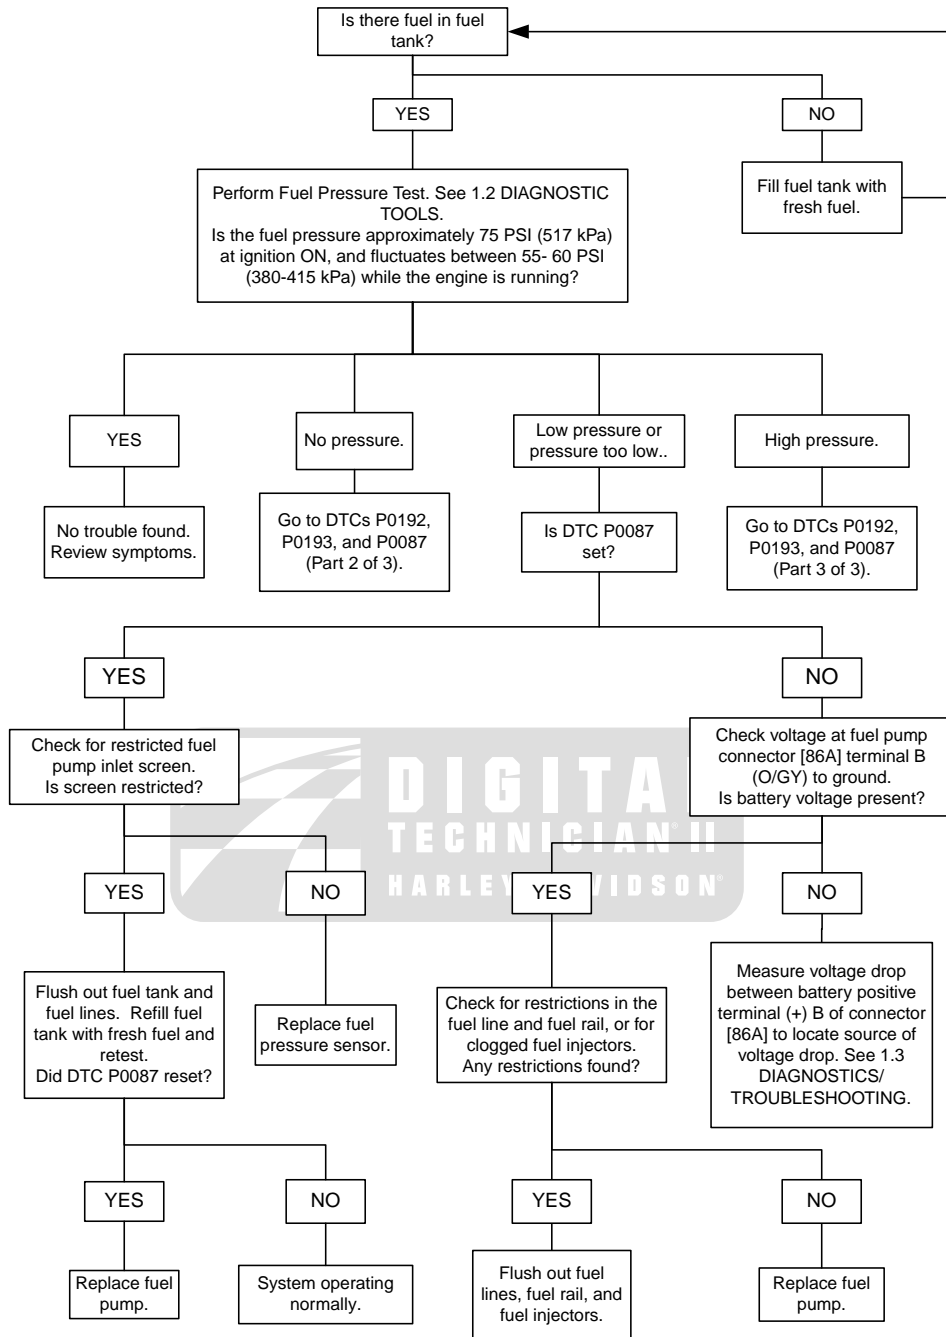 Is there fuel in fuel
tank?
YES
NO
Perform Fuel Pressure Test. See 1.2 DIAGNOSTIC
TOOLS.
Is the fuel pressure approximately 75 PSI (517 kPa)
at ignition ON, and fluctuates between 55- 60 PSI
(380-415 kPa) while the engine is running?
Fill fuel tank with
fresh fuel.
YES
No pressure.
Low pressure or
pressure too low..
High pressure.
No trouble found.
Review symptoms.
Go to DTCs P0192,
P0193, and P0087
(Part 2 of 3).
Is DTC P0087
set?
Go to DTCs P0192,
P0193, and P0087
(Part 3 of 3).
YES
NO
Check for restricted fuel
pump inlet screen.
Is screen restricted?
Check voltage at fuel pump
connector [86A] terminal B
(O/GY) to ground.
Is battery voltage present?
DIGITA
TECHNICIAN II
HARLEY VIDSON®
YES
NO
YES
NO
Flush out fuel tank and
fuel lines. Refill fuel
tank with fresh fuel and
retest.
Did DTC P0087 reset?
Replace fuel
pressure sensor.
Check for restrictions in the
fuel line and fuel rail, or for
clogged fuel injectors.
Any restrictions found?
Measure voltage drop
between battery positive
terminal (+) B of connector
[86A] to locate source of
voltage drop. See 1.3
DIAGNOSTICS/
TROUBLESHOOTING.
YES
NO
YES
NO
Replace fuel
pump.
System operating
normally.
Flush out fuel
lines, fuel rail, and
fuel injectors.
Replace fuel
pump.